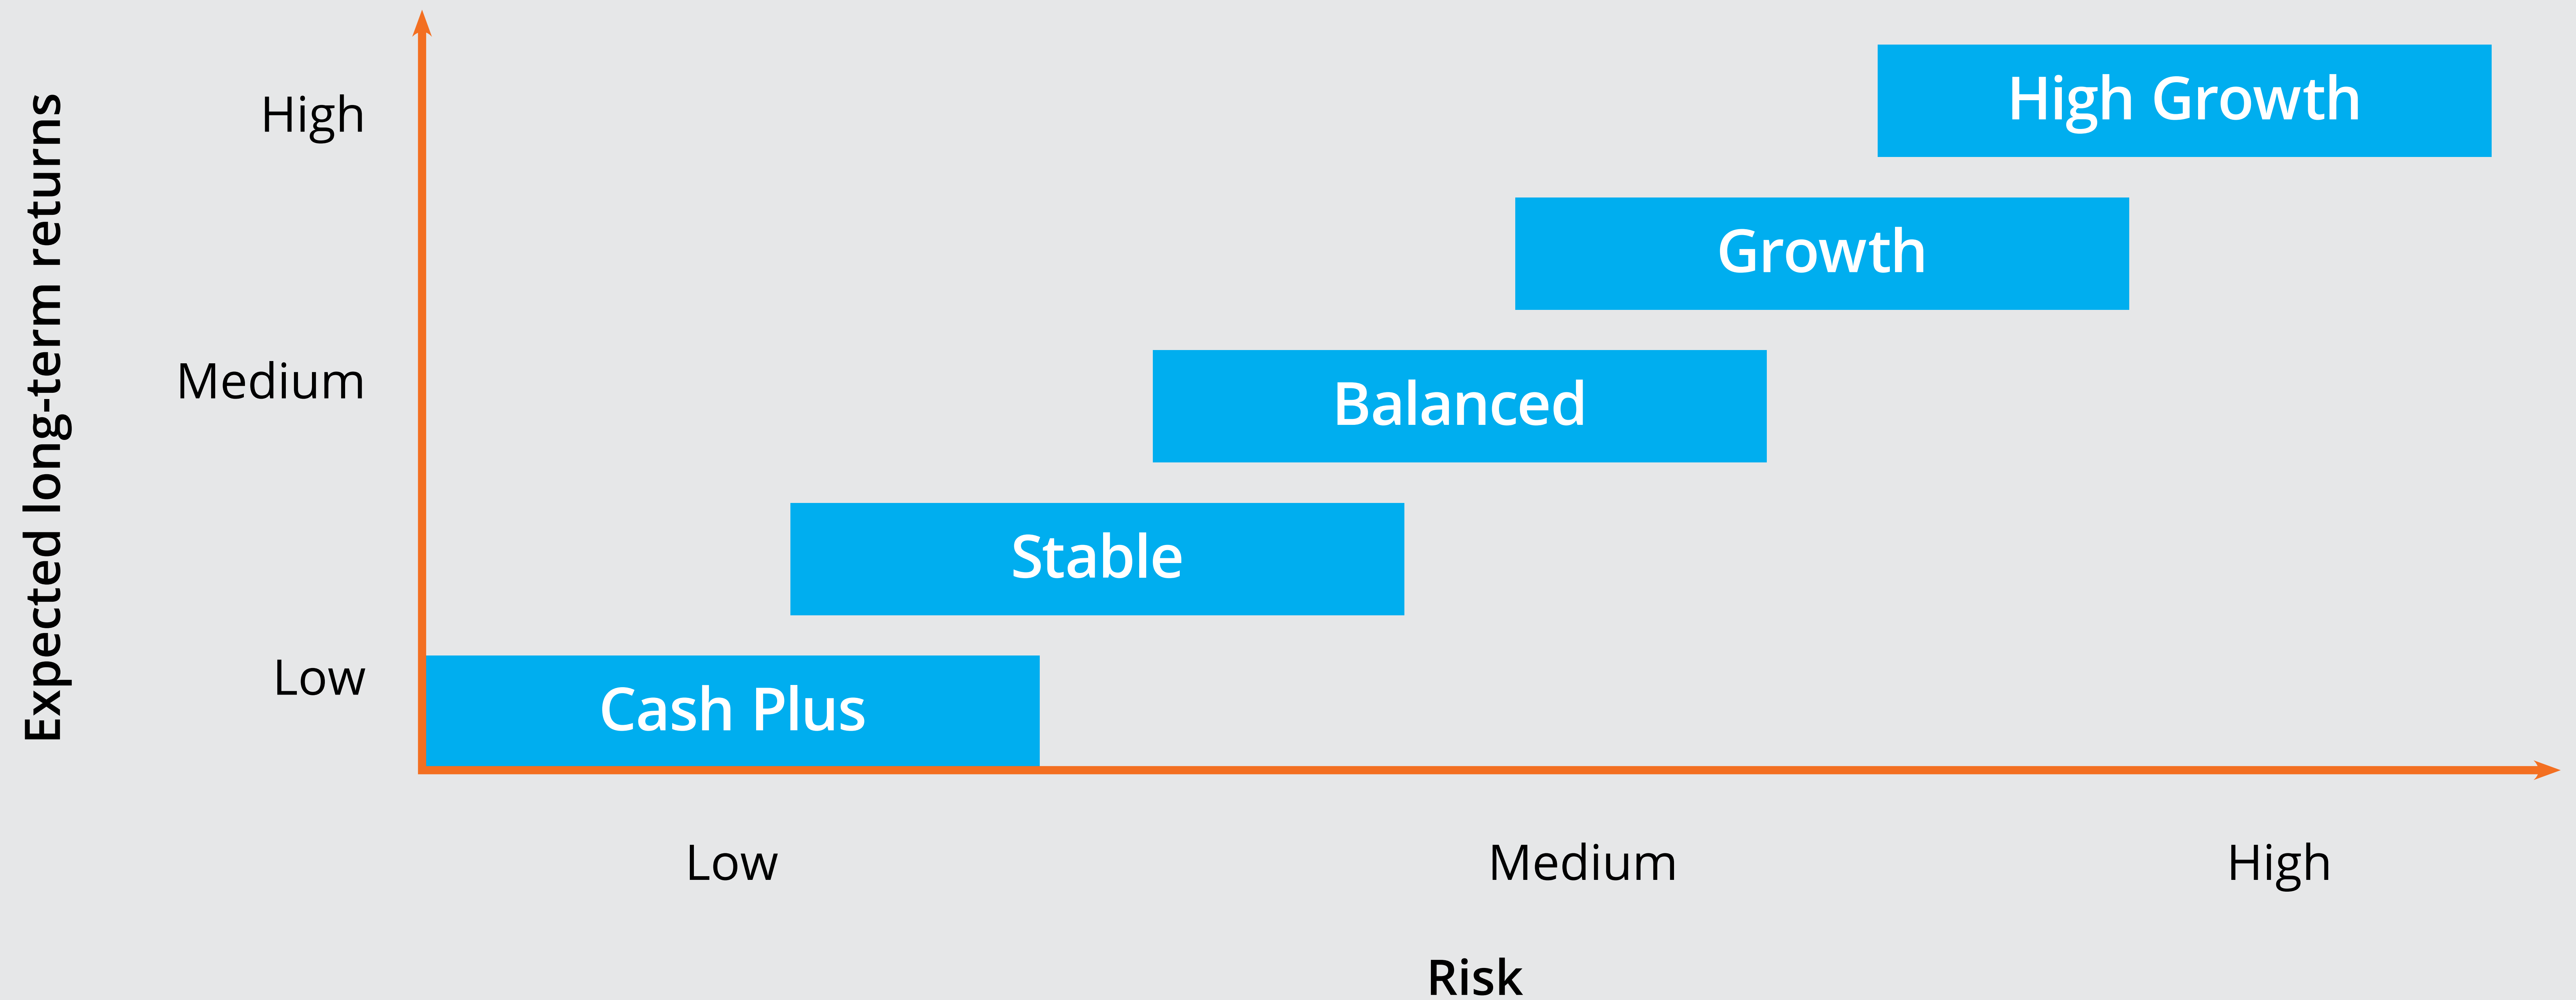 Expected long-term returns
High
Medium
Low
High Growth
Growth
Balanced
Stable
Cash Plus
Low
Medium
High
Risk